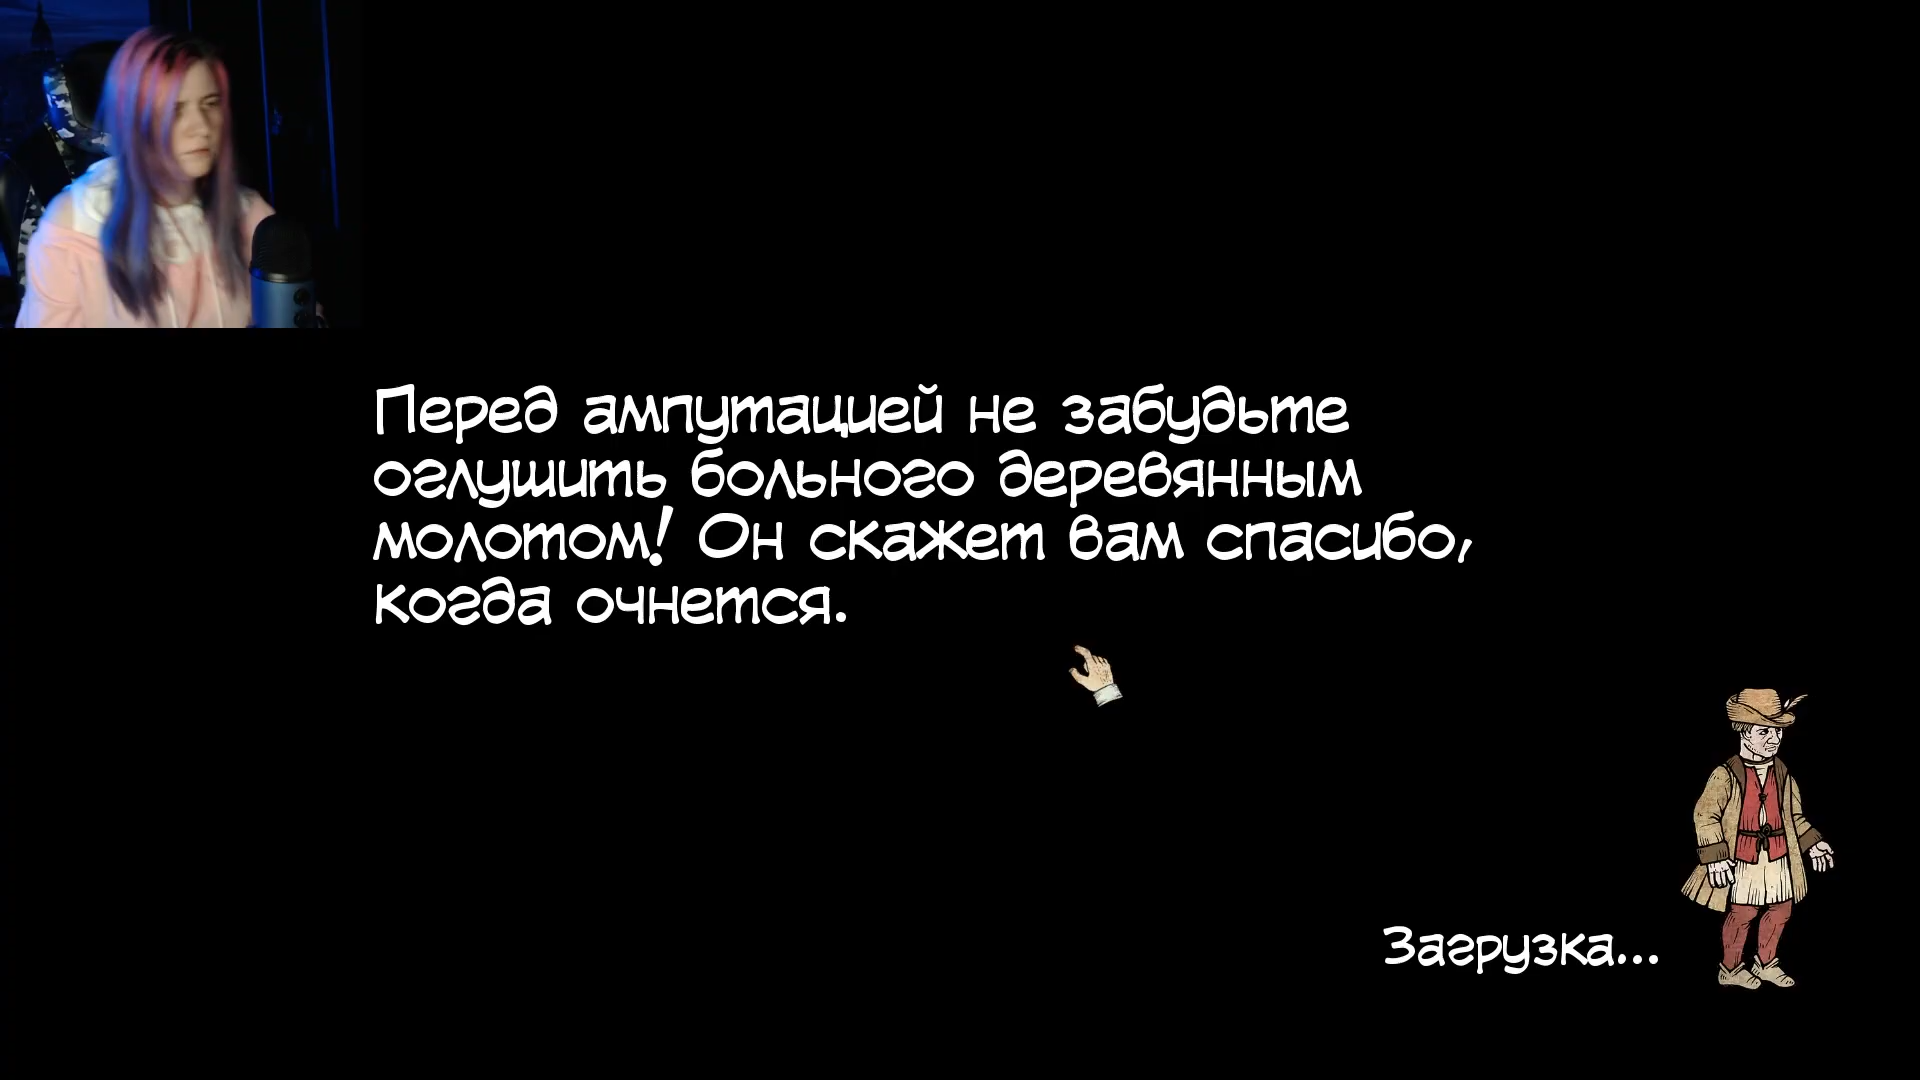 Перед ампутацией не забудьте
оглушить больного деревянным
молотом! Он скажет вам спасибо,
когда очнется.
Загрузка...